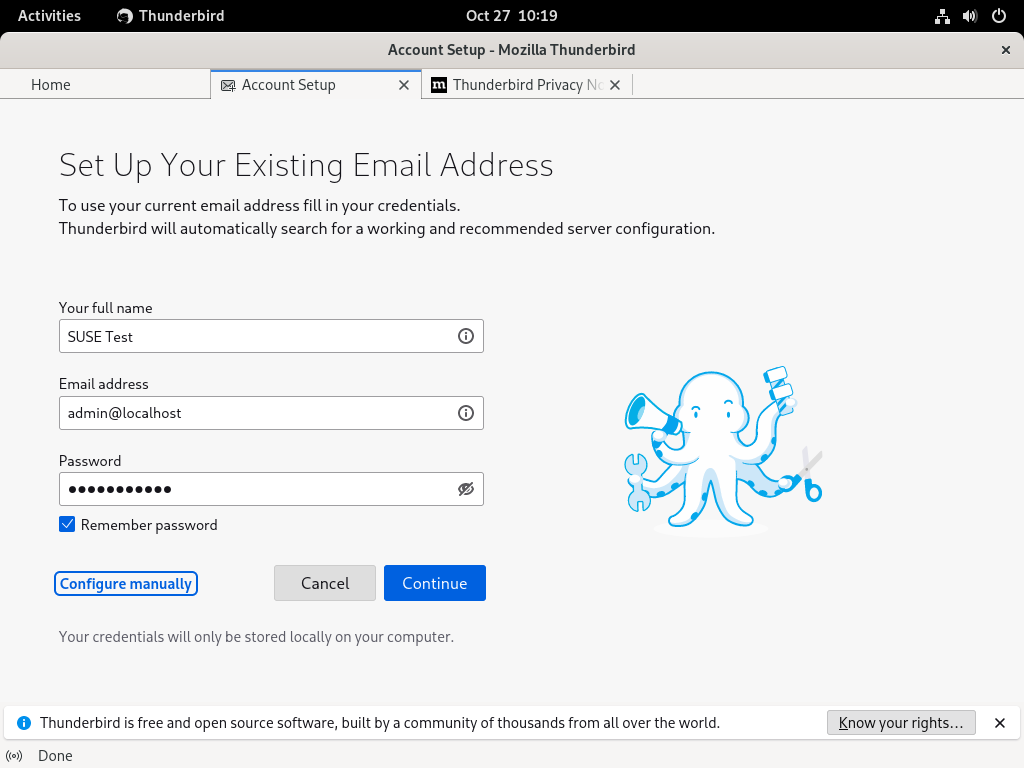 Activities Thunderbird Oct 27 10:19
Account Setup - Mozilla Thunderbird
Home Account Setup Thunderbird Privacy No
Set Up Your Existing Email Address
To use your current email address fill in your credentials.
Thunderbird will automatically search for a working and recommended server configuration.
Your full name
SUSE Test
Email address
admin@localhost
Password
Remember password
Configure manually Cancel Continue
Your credentials will only be stored locally on your computer.
Thunderbird is free and open source software, built by a community of thousands from all over the world. Know your rights…
Done